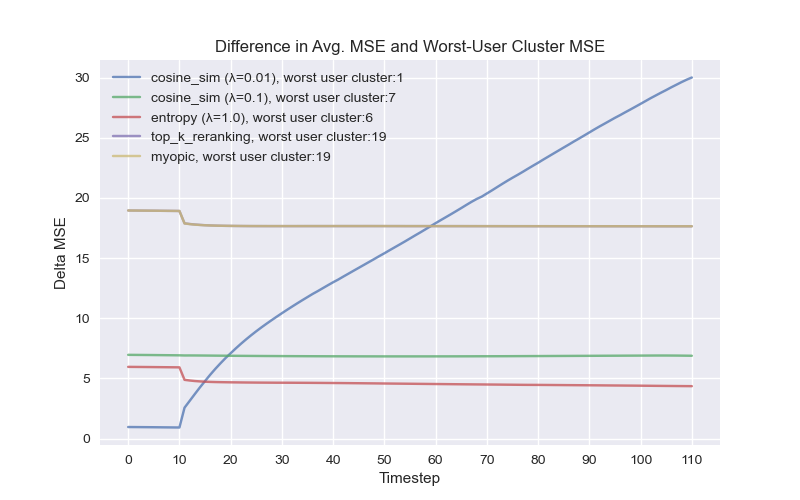 Difference in Avg. MSE and Worst-User Cluster MSE
cosine_sim (λ=0.01), worst user cluster:1
cosine_sim (λ=0.1), worst user cluster:7
entropy (λ=1.0), worst user cluster:6
top_k_reranking, worst user cluster:19
myopic, worst user cluster:19
Delta MSE
30
25
20
15
10
5
0
0 10 20 30 40 50 60 70 80 90 100 110
Timestep